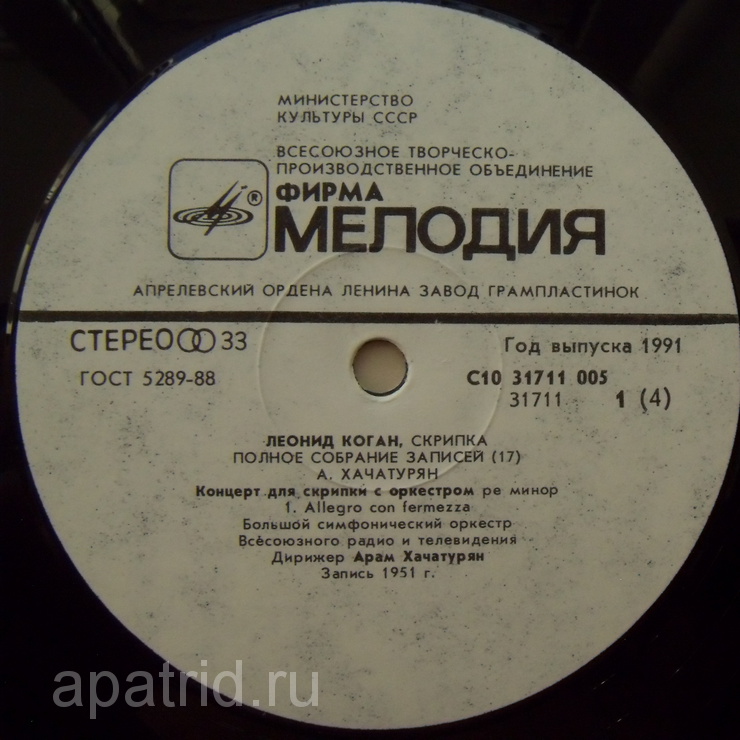 МИНИСТЕРСТВО
КУЛЬТУРЫ СССР
ВСЕСОЮЗНОЕ ТВОРЧЕСКО-
ПРОИЗВОДСТВЕННОЕ ОБЪЕДИНЕНИЕ
ФИРМА
®
МЕЛОДИЯ
АПРЕЛЕВСКИЙ ОРДЕНА ЛЕНИНА ЗАВОД ГРАМПЛАСТИНОК
СТЕРЕО 33
Год выпуска 1991
ГОСТ 5289-88
С10 31711 005
31711 1 (4)
ЛЕОНИД КОГАН, СКРИПКА
ПОЛНОЕ СОБРАНИЕ ЗАПИСЕЙ (17)
А. ХАЧАТУРЯН
Концерт для скрипки с оркестром ре минор
1. Allegro con fermezza
Большой симфонический оркестр
Всесоюзного радио и телевидения
Дирижер Арам Хачатурян
Запись 1951 г.
apatrid.ru